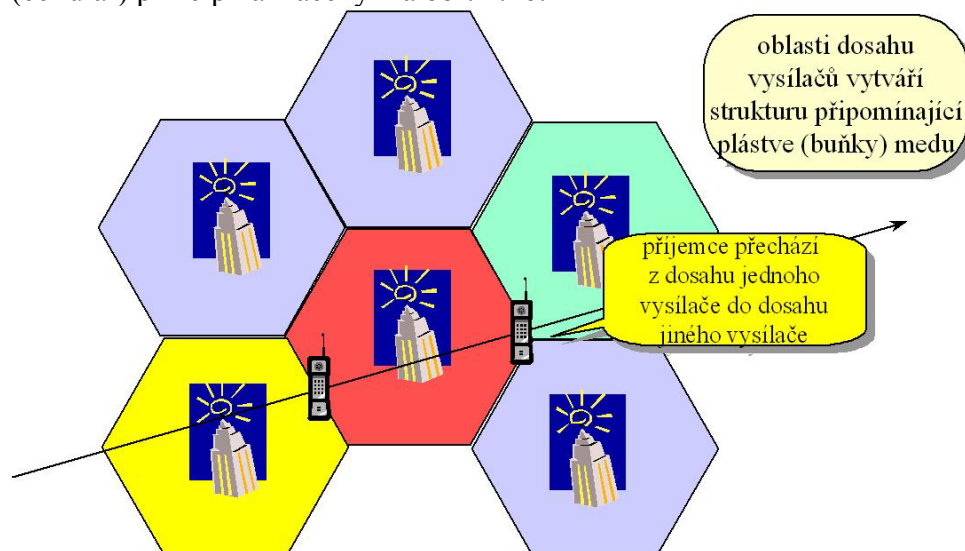 oblasti dosahu
vysílačů vytváří
strukturu připomínající
plástve (buňky) medu
příjemce přechází
z dosahu jednoho
vysílače do dosahu
jiného vysílače